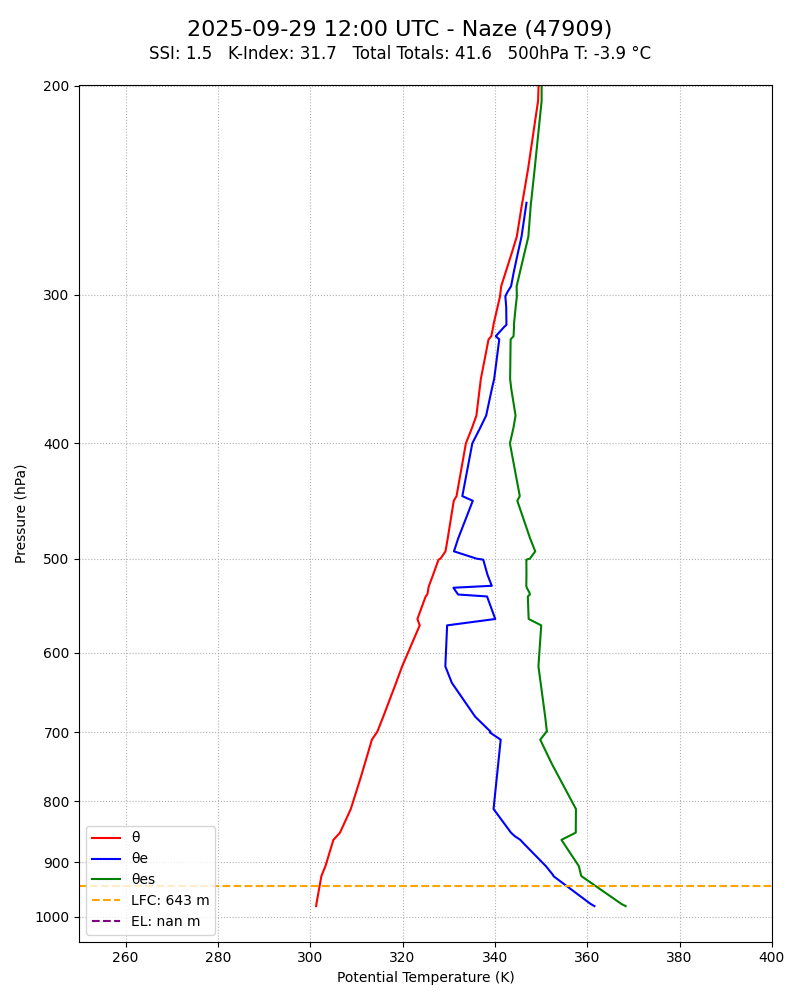 2025-09-29 12:00 UTC - Naze (47909)
SSI: 1.5   K-Index: 31.7   Total Totals: 41.6   500hPa T: -3.9 °C
Pressure (hPa)
200
300
400
500
600
700
800
900
1000
θ
θe
θes
LFC: 643 m
EL: nan m
260 280 300 320 340 360 380 400
Potential Temperature (K)